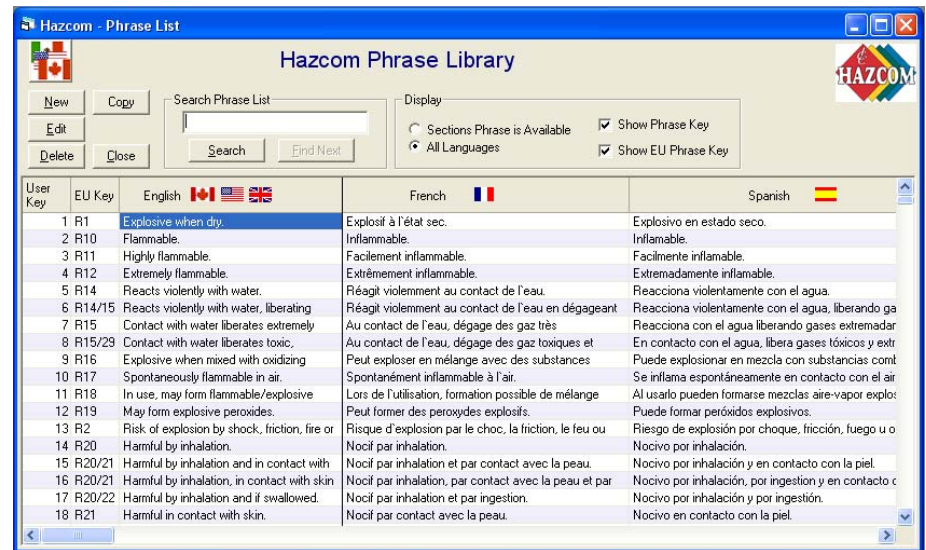 Hazcom - Phrase List
Hazcom Phrase Library
HAZCOM
New Copy Search Phrase List Display
Edit Sections Phrase is Available Show Phrase Key
Delete Close Search Find Next All Languages Show EU Phrase Key
User Key EU Key English French Spanish
1 R1 Explosive when dry. Explosif à l`état sec. Explosivo en estado seco.
2 R10 Flammable. Inflammable. Inflamable.
3 R11 Highly flammable. Facilement inflammable. Facilmente inflamable.
4 R12 Extremely flammable. Extrêmement inflammable. Extremadamente inflamable.
5 R14 Reacts violently with water. Réagit violemment au contact de l`eau. Reacciona violentamente con el agua.
6 R14/15 Reacts violently with water, liberating Réagit violemment au contact de l`eau en dégageant Reacciona violentamente con el agua, liberando ga
7 R15 Contact with water liberates extremely Au contact de l`eau, dégage des gaz très Reacciona con el agua liberando gases extremadar
8 R15/29 Contact with water liberates toxic, Au contact de l`eau, dégage des gaz toxiques et En contacto con el agua, libera gases tóxicos y extr
9 R16 Explosive when mixed with oxidizing Peut exploser en mélange avec des substances Puede explosionar en mezcla con substancias comb
10 R17 Spontaneously flammable in air. Spontanément inflammable à l`air. Se inflama espontáneamente en contacto con el air
11 R18 In use, may form flammable/explosive Lors de l`utilisation, formation possible de mélange Al usarlo pueden formarse mezclas aire-vapor explos
12 R19 May form explosive peroxides. Peut former des peroxydes explosifs. Puede formar peróxidos explosivos.
13 R2 Risk of explosion by shock, friction, fire or Risque d`explosion par le choc, la friction, le feu ou Riesgo de explosión por choque, fricción, fuego u o
14 R20 Harmful by inhalation. Nocif par inhalation. Nocivo por inhalación.
15 R20/21 Harmful by inhalation and in contact with Nocif par inhalation et par contact avec la peau. Nocivo por inhalación y en contacto con la piel.
16 R20/21 Harmful by inhalation, in contact with skin Nocif par inhalation, par contact avec la peau et par Nocivo por inhalación, por ingestion y en contacto c
17 R20/22 Harmful by inhalation and if swallowed. Nocif par inhalation et par ingestion. Nocivo por inhalación y por ingestión.
18 R21 Harmful in contact with skin. Nocif par contact avec la peau. Nocivo en contacto con la piel.